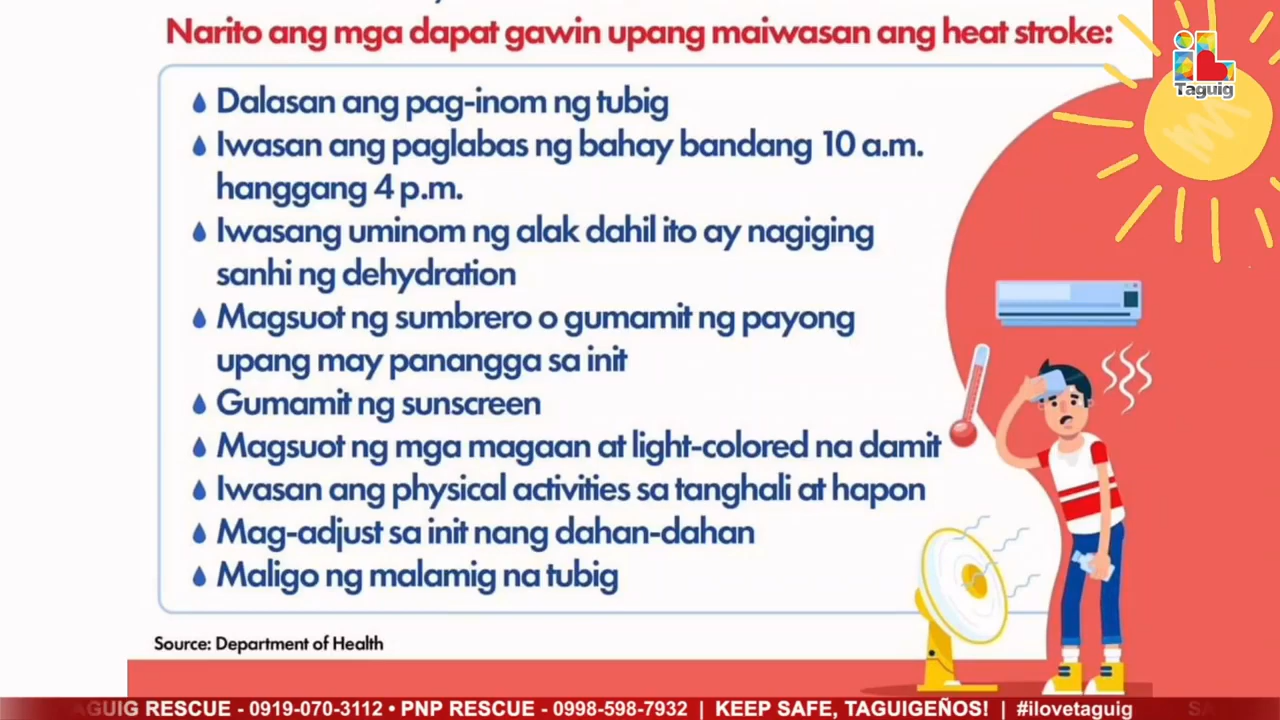 Narito ang mga dapat gawin upang maiwasan ang heat stroke:
Taguig
Dalasan ang pag-inom ng tubig
Iwasan ang paglabas ng bahay bandang 10 a.m.
hanggang 4 p.m.
Iwasang uminom ng alak dahil ito ay nagiging
sanhi ng dehydration
Magsuot ng sumbrero o gumamit ng payong
upang may panangga sa init
Gumamit ng sunscreen
Magsuot ng mga magaan at light-colored na damit
Iwasan ang physical activities sa tanghali at hapon
Mag-adjust sa init nang dahan-dahan
Maligo ng malamig na tubig
Source: Department of Health
GUIG RESCUE - 0919-070-3112 • PNP RESCUE - 0998-598-7932 | KEEP SAFE, TAGUIGEÑOS! | #ilovetaguig